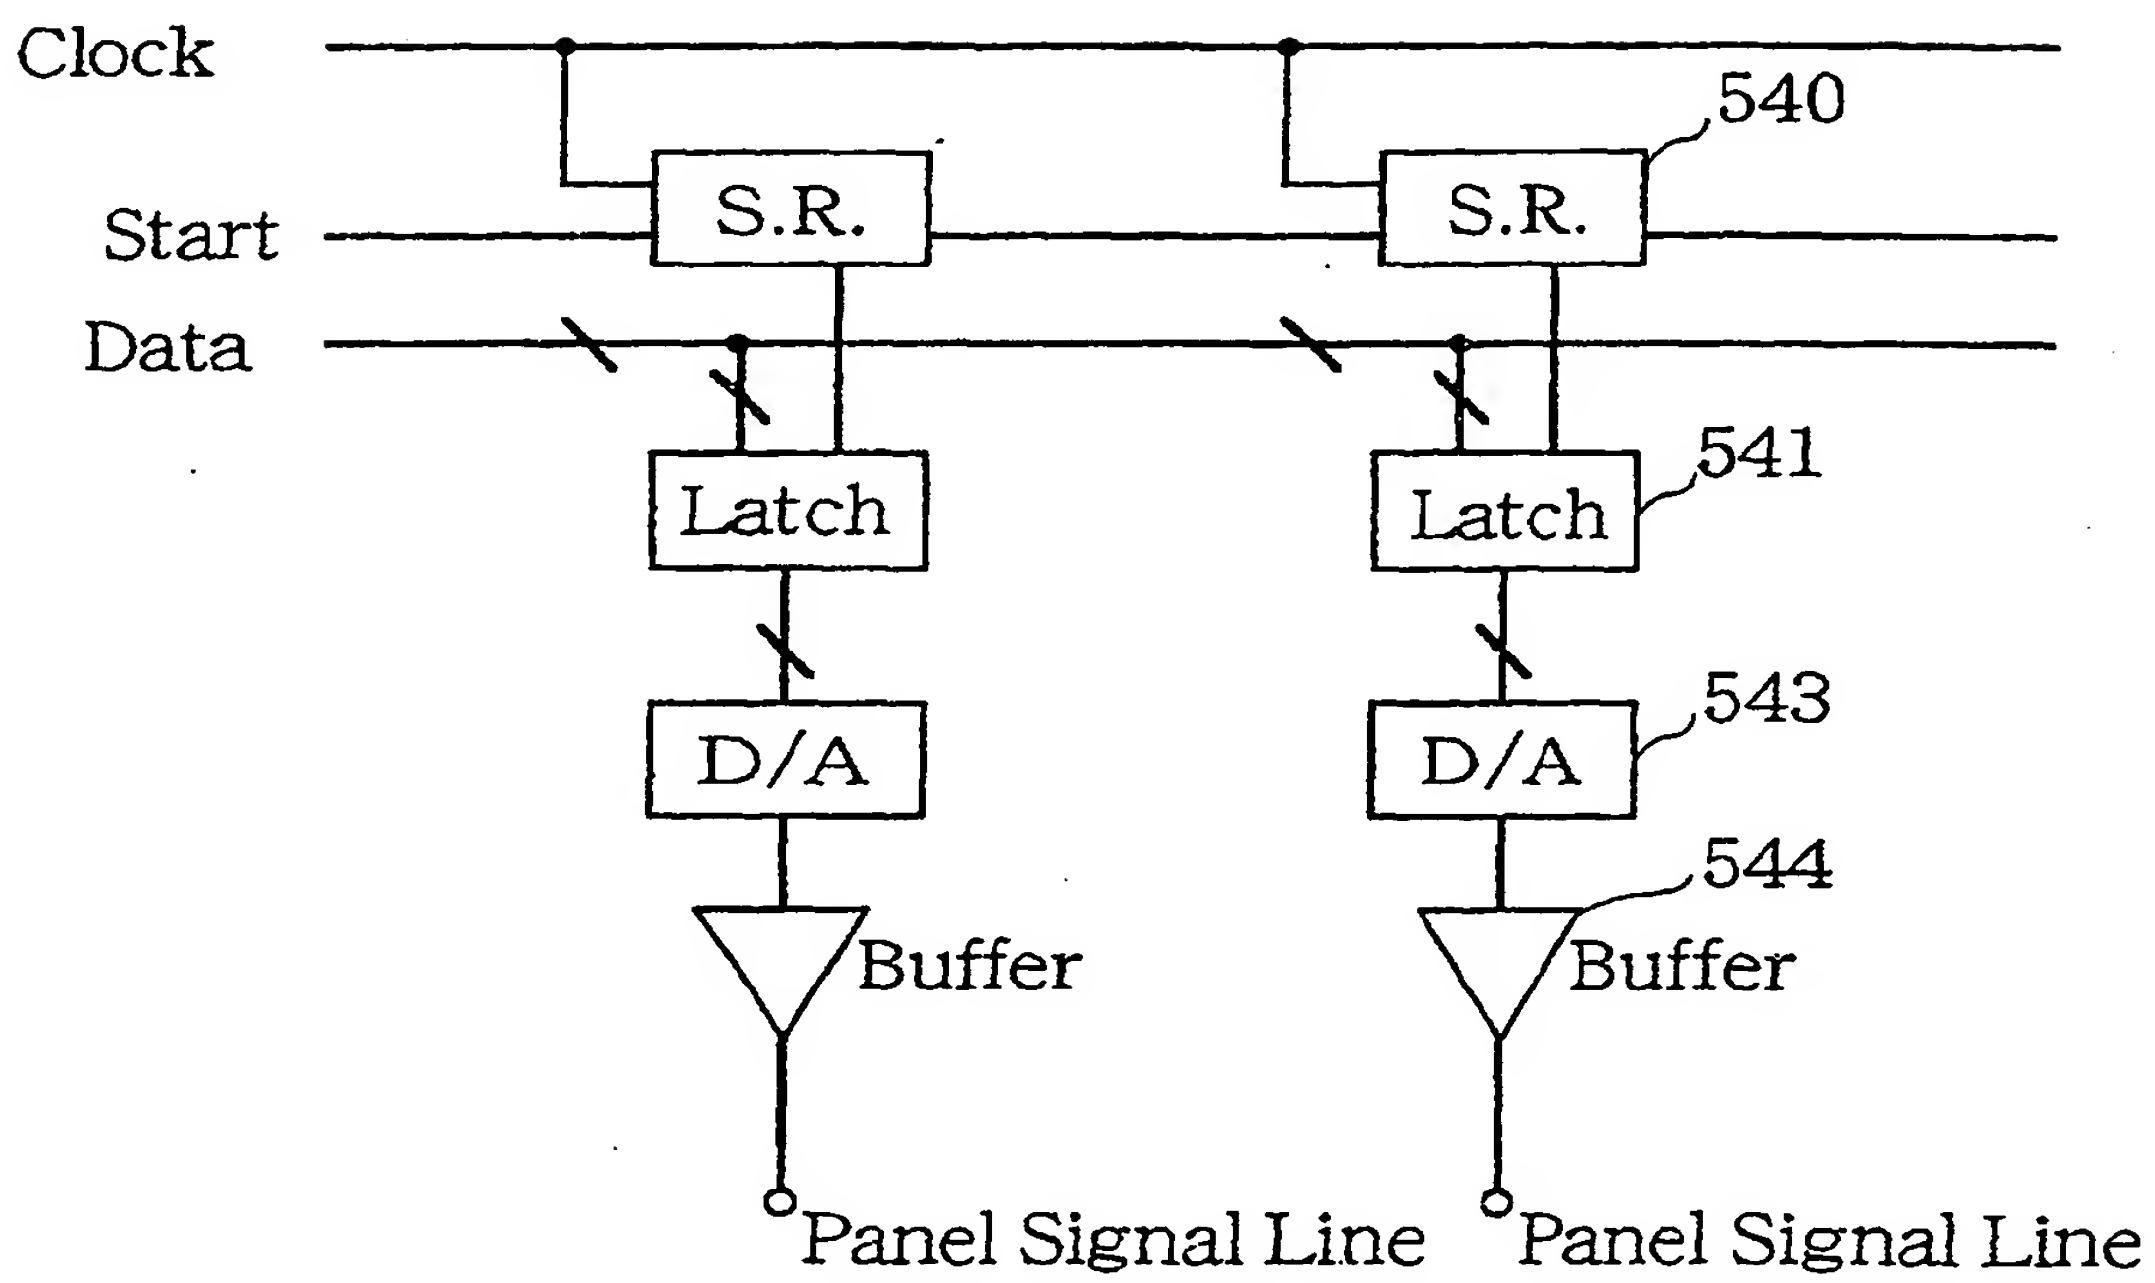 Clock
540
S.R.
S.R.
Start
Data
541
Latch
Latch
543
D/A
D/A
544
Buffer
Buffer
Panel Signal Line
Panel Signal Line